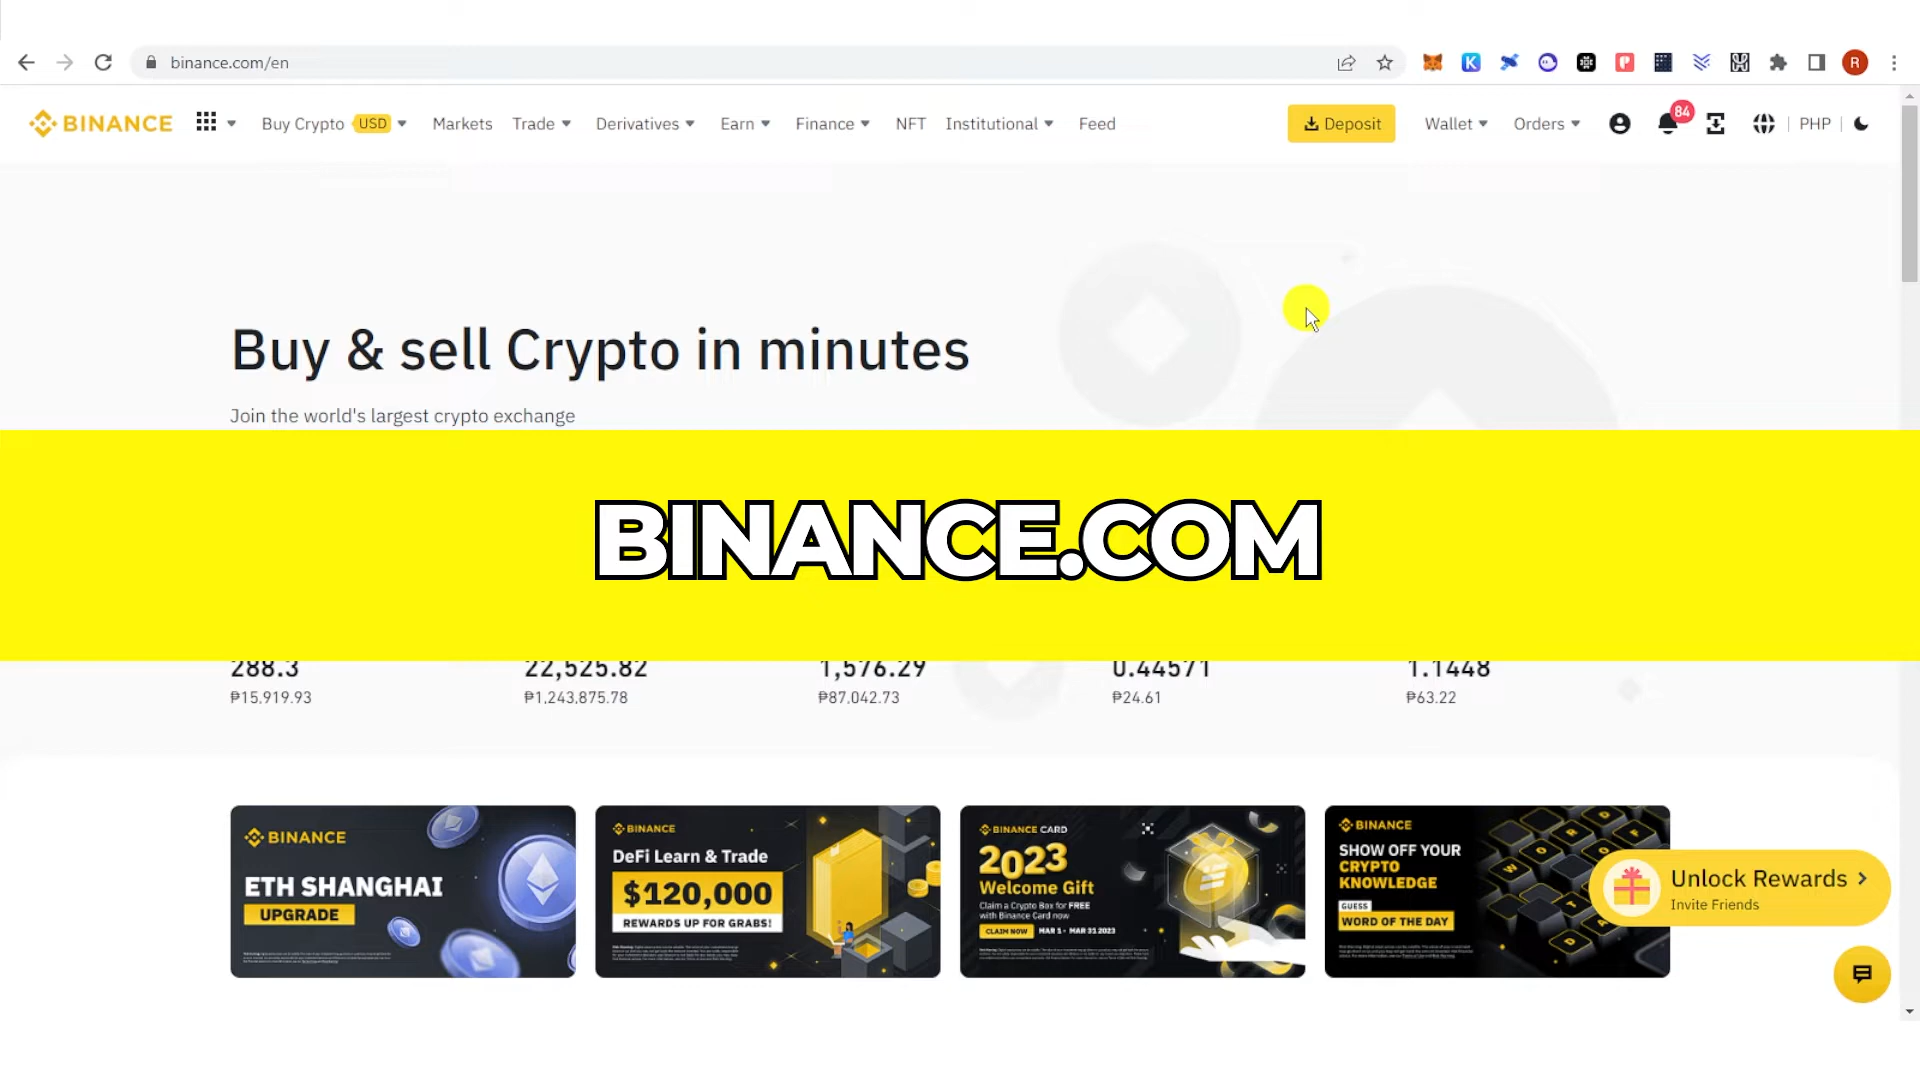 binance.com/en
R
BINANCE
Buy Crypto USD
Markets
Trade
Derivatives
Earn
Finance
NFT
Institutional
Feed
Deposit
Wallet
Orders
84
PHP
Buy & sell Crypto in minutes
Join the world's largest crypto exchange
BINANCE.COM
288.3
22,525.82
1,576.29
0.44571
1.1448
₱15,919.93
₱1,243,875.78
₱87,042.73
₱24.61
₱63.22
BINANCE
ETH SHANGHAI
UPGRADE
BINANCE
DeFi Learn & Trade
$120,000
REWARDS UP FOR GRABS!
BINANCE CARD
2023
Welcome Gift
Claim a Crypto Box for FREE
with Binance Card now
CLAIM NOW MAR 1 - MAR 31 2023
BINANCE
SHOW OFF YOUR
CRYPTO
KNOWLEDGE
GUESS
WORD OF THE DAY
Unlock Rewards
Invite Friends